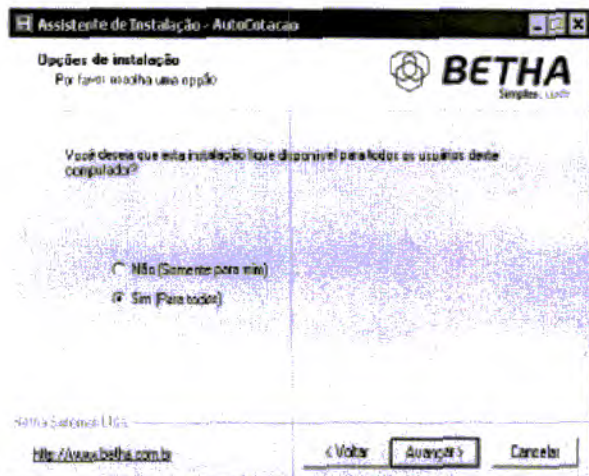 Assistente de Instalação - AutoCotacao
Opções de instalação
Por favor escolha uma opção
BETHA
Simples.
Você deseja que esta instalação fique disponível para todos os usuários deste
computador?
Não (Somente para mim)
Sim (Para todos)
Betha Sistemas Ltda
http://www.betha.com.br
< Voltar
Avançar >
Cancelar